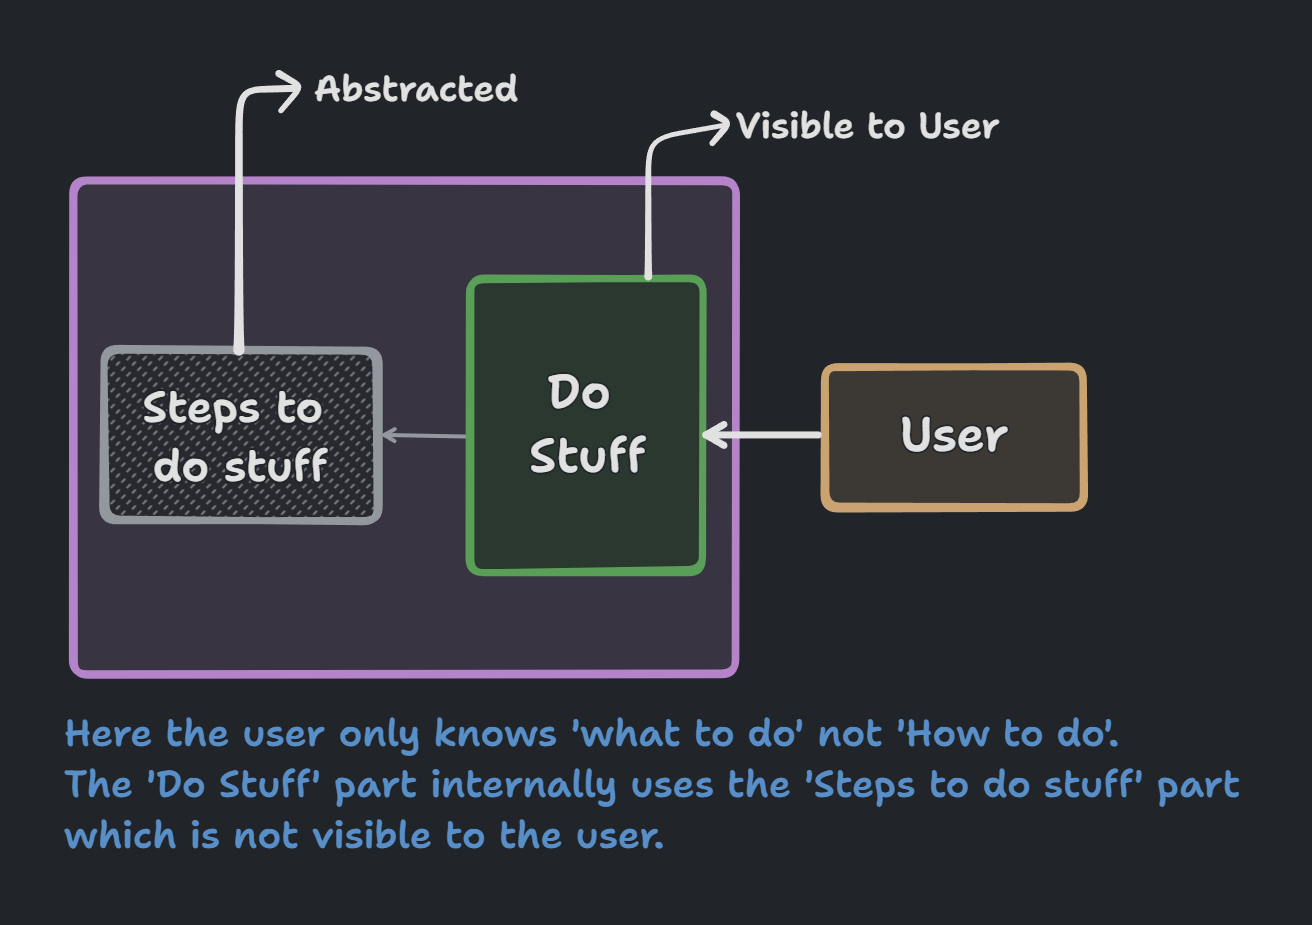 Abstracted
Visible to User
Steps to
do stuff
Do
Stuff
User
Here the user only knows 'what to do' not 'How to do'.
The 'Do Stuff' part internally uses the 'Steps to do stuff' part
which is not visible to the user.